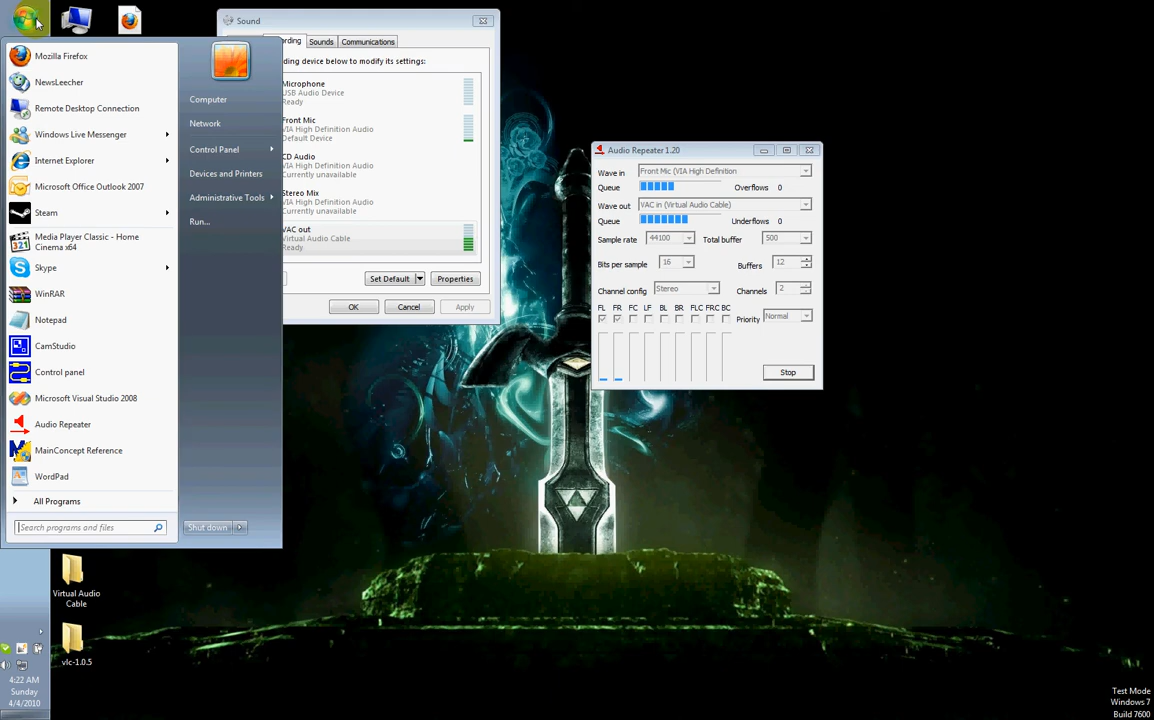 Mozilla Firefox
NewsLeecher
Remote Desktop Connection
Windows Live Messenger
Internet Explorer
Microsoft Office Outlook 2007
Steam
Media Player Classic - Home
Cinema x64
Skype
WinRAR
Notepad
CamStudio
Control panel
Microsoft Visual Studio 2008
Audio Repeater
MainConcept Reference
WordPad
All Programs
Search programs and files
Computer
Network
Control Panel
Devices and Printers
Administrative Tools
Run...
Shut down
Sound
Sounds
Communications
device below to modify its settings:
Microphone
USB Audio Device
Ready
Front Mic
VIA High Definition Audio
Default Device
CD Audio
VIA High Definition Audio
Currently unavailable
Stereo Mix
VIA High Definition Audio
Currently unavailable
VAC out
Virtual Audio Cable
Ready
Set Default
Properties
OK
Cancel
Apply
Audio Repeater 1.20
Wave in
Front Mic (VIA High Definition
Queue
Overflows 0
Wave out
VAC in (Virtual Audio Cable)
Queue
Underflows 0
Sample rate
44100
Total buffer
500
Bits per sample
16
Buffers
12
Channel config
Stereo
Channels
2
FL FR FC LF BL BR FLC FRC BC
Priority
Normal
Stop
Virtual Audio
Cable
vlc-1.0.5
4:22 AM
Sunday
4/4/2010
Test Mode
Windows 7
Build 7600